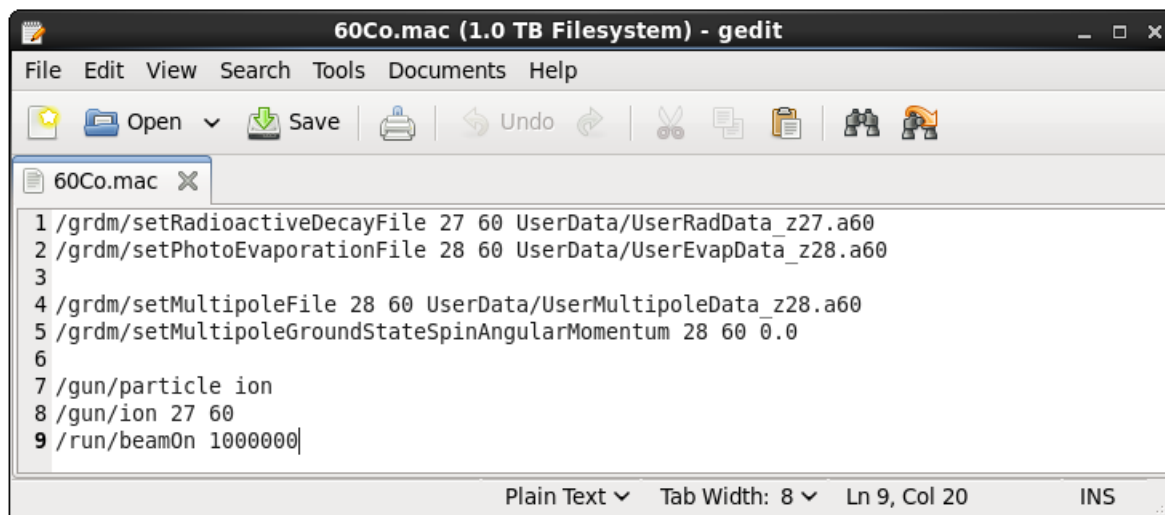 60Co.mac (1.0 TB Filesystem) - gedit
File Edit View Search Tools Documents Help
Open Save Undo
60Co.mac
1 /grdm/setRadioactiveDecayFile 27 60 UserData/UserRadData_z27.a60
2 /grdm/setPhotoEvaporationFile 28 60 UserData/UserEvapData_z28.a60
3
4 /grdm/setMultipoleFile 28 60 UserData/UserMultipoleData_z28.a60
5 /grdm/setMultipoleGroundStateSpinAngularMomentum 28 60 0.0
6
7 /gun/particle ion
8 /gun/ion 27 60
9 /run/beamOn 1000000
Plain Text Tab Width: 8 Ln 9, Col 20 INS